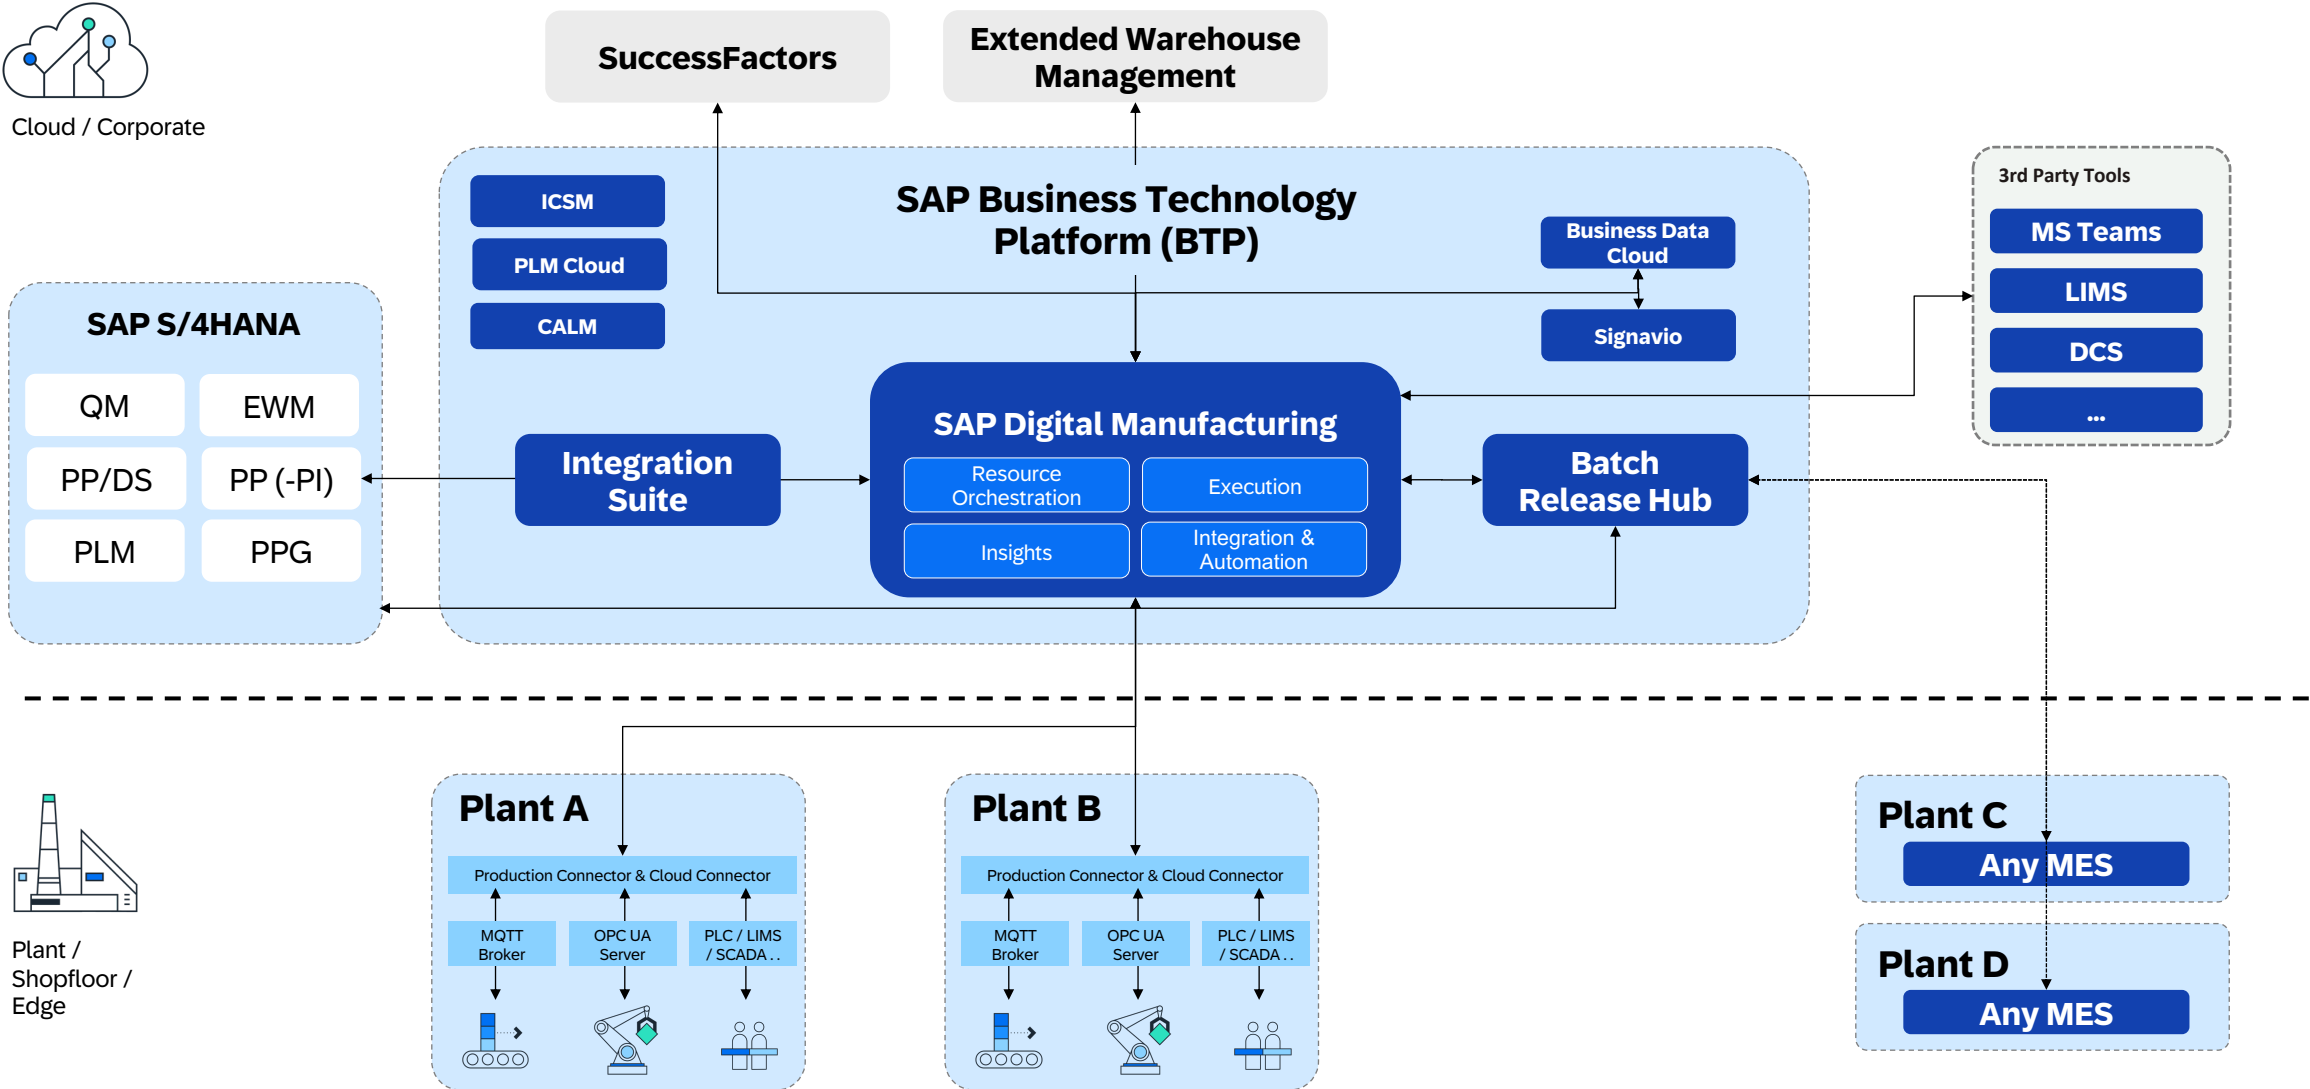 SuccessFactors
Extended Warehouse
Management
Cloud / Corporate
SAP Business Technology
Platform (BTP)
ICSM
PLM Cloud
CALM
Business Data
Cloud
Signavio
3rd Party Tools
MS Teams
LIMS
DCS
...
SAP S/4HANA
QM
EWM
PP/DS
PP (-PI)
PLM
PPG
Integration
Suite
SAP Digital Manufacturing
Resource
Orchestration
Execution
Insights
Integration &
Automation
Batch
Release Hub
Plant /
Shopfloor /
Edge
Plant A
Production Connector & Cloud Connector
MQTT
Broker
OPC UA
Server
PLC / LIMS
/ SCADA . .
Plant B
Production Connector & Cloud Connector
MQTT
Broker
OPC UA
Server
PLC / LIMS
/ SCADA . .
Plant C
Any MES
Plant D
Any MES